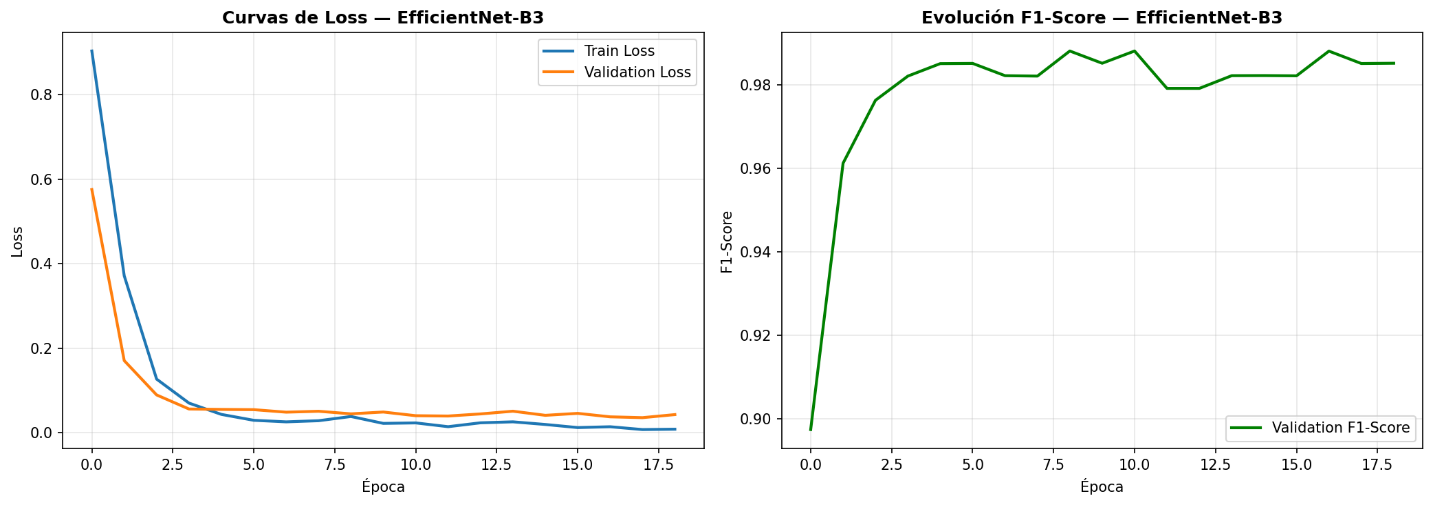 Curvas de Loss — EfficientNet-B3
Train Loss
Validation Loss
0.8
0.6
0.4
0.2
0.0
Loss
0.0 2.5 5.0 7.5 10.0 12.5 15.0 17.5
Época
Evolución F1-Score — EfficientNet-B3
0.98
0.96
0.94
0.92
0.90
F1-Score
Validation F1-Score
0.0 2.5 5.0 7.5 10.0 12.5 15.0 17.5
Época